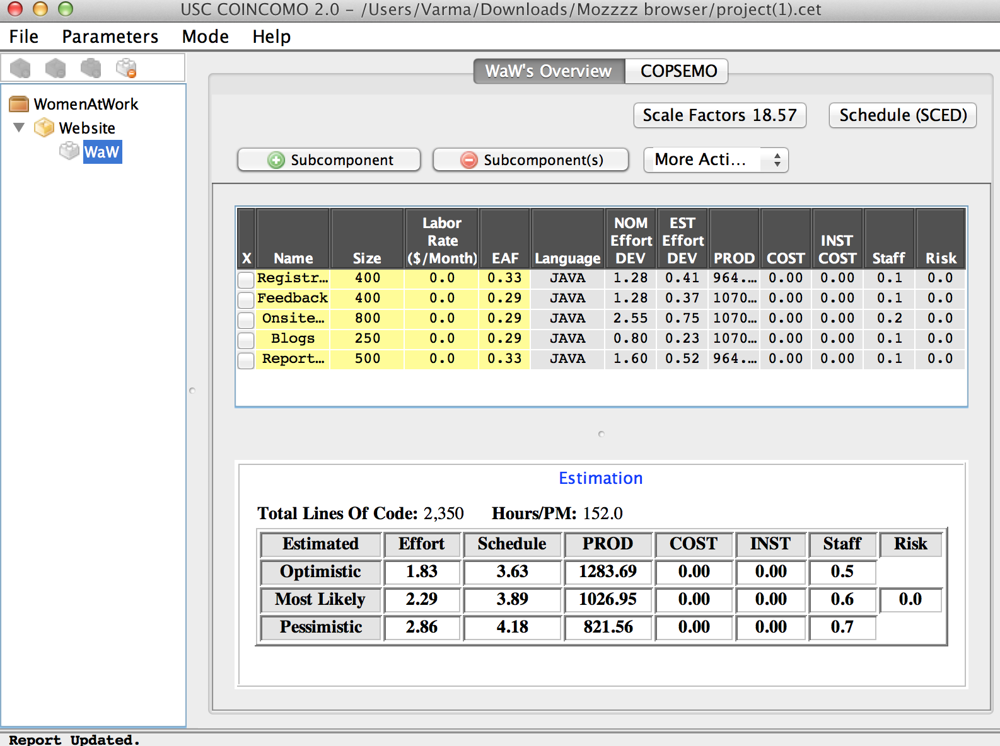 USC COINCOMO 2.0 – /Users/Varma/Downloads/Mozzzz browser/project(1).cet
File Parameters Mode Help
WaW's Overview COPSEMO
WomenAtWork
Website
WaW
Scale Factors 18.57 Schedule (SCED)
Subcomponent Subcomponent(s) More Acti...
X Name Size Labor Rate ($/Month) EAF Language NOM Effort DEV EST Effort DEV PROD COST INST COST Staff Risk
Registr... 400 0.0 0.33 JAVA 1.28 0.41 964.... 0.00 0.00 0.1 0.0
Feedback 400 0.0 0.29 JAVA 1.28 0.37 1070... 0.00 0.00 0.1 0.0
Onsite... 800 0.0 0.29 JAVA 2.55 0.75 1070... 0.00 0.00 0.2 0.0
Blogs 250 0.0 0.29 JAVA 0.80 0.23 1070... 0.00 0.00 0.1 0.0
Report... 500 0.0 0.33 JAVA 1.60 0.52 964.... 0.00 0.00 0.1 0.0
Estimation
Total Lines Of Code: 2,350 Hours/PM: 152.0
Estimated Effort Schedule PROD COST INST Staff Risk
Optimistic 1.83 3.63 1283.69 0.00 0.00 0.5
Most Likely 2.29 3.89 1026.95 0.00 0.00 0.6 0.0
Pessimistic 2.86 4.18 821.56 0.00 0.00 0.7
Report Updated.